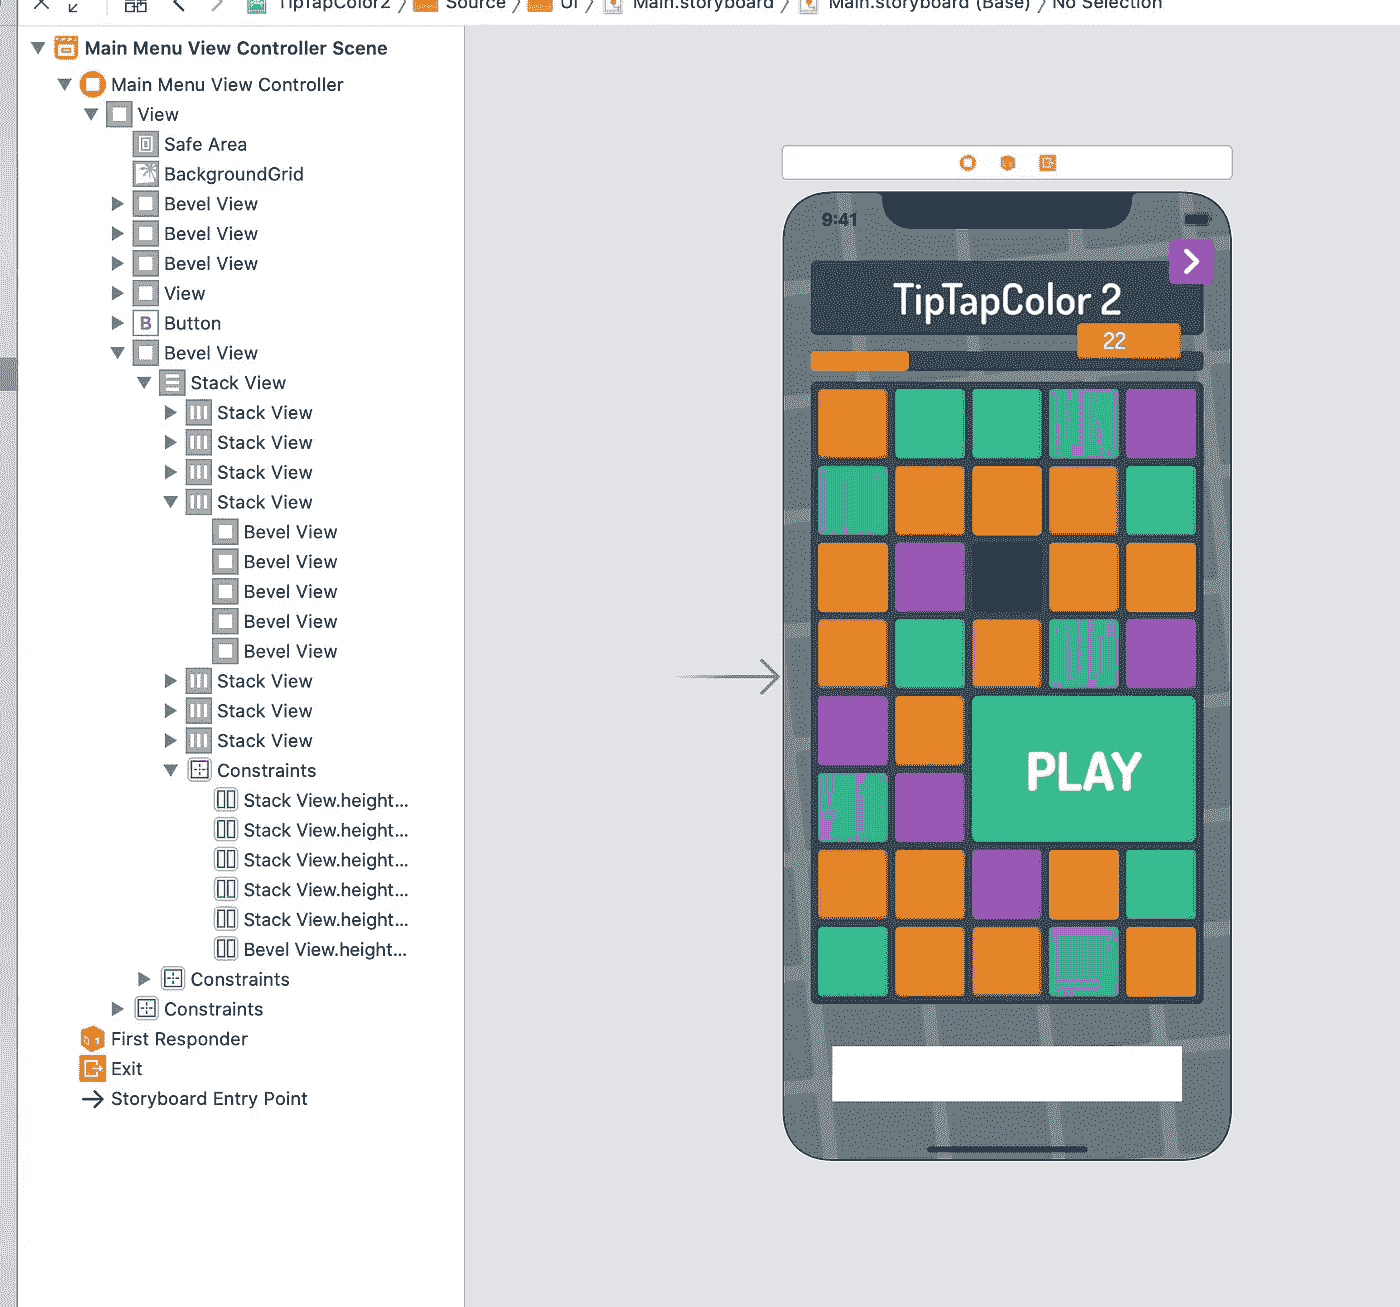 TipTapColor2 Source UI Main.storyboard Main.storyboard (Base) No Selection
Main Menu View Controller Scene
Main Menu View Controller
View
Safe Area
BackgroundGrid
Bevel View
Bevel View
Bevel View
View
B Button
Bevel View
Stack View
Stack View
Stack View
Stack View
Stack View
Bevel View
Bevel View
Bevel View
Bevel View
Bevel View
Stack View
Stack View
Stack View
Constraints
Stack View.height...
Stack View.height...
Stack View.height...
Stack View.height...
Stack View.height...
Bevel View.height...
Constraints
Constraints
First Responder
Exit
Storyboard Entry Point
9:41
TipTapColor 2
22
PLAY